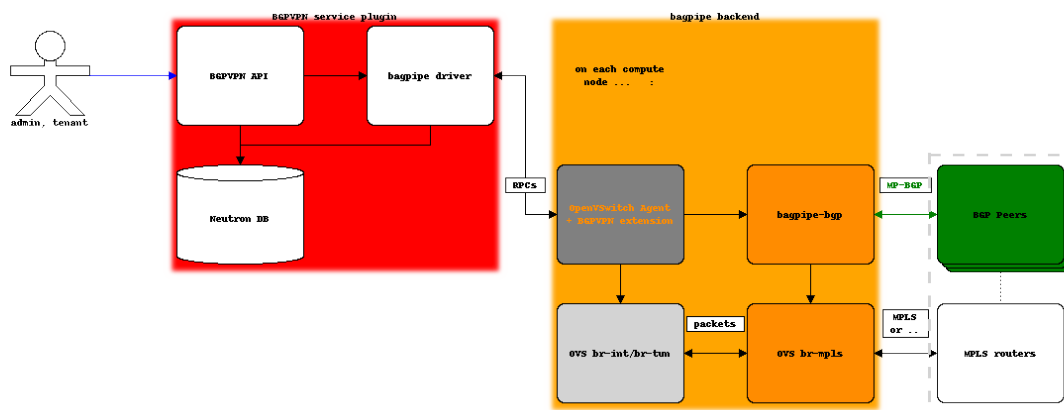 BGPVPN service plugin
bagpipe backend
BGPVPN API
bagpipe driver
on each compute
node ... :
admin, tenant
RPCs
MP-BGP
Neutron DB
OpenVSwitch Agent
+ BGPVPN extension
bagpipe-bgp
BGP Peers
packets
MPLS
or ..
OVS br-int/br-tun
OVS br-mpls
MPLS routers